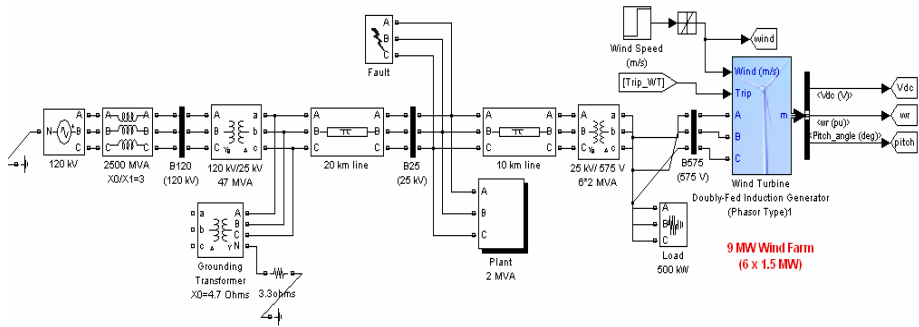 A
B
C
Fault
Wind Speed
(m/s)
wind
[Trip_WT]
Wind (m/s)
Trip
A
B
C
m
<Vdc (V)>
<wr (pu)>
<Pitch_angle (deg)>
Vdc
wr
pitch
N
A
B
C
120 kV
A
B
C
A
B
C
2500 MVA
X0/X1=3
B120
(120 kV)
A
B
C
a
b
c
120 kV/25 kV
47 MVA
A
B
C
A
B
C
20 km line
B25
(25 kV)
A
B
C
A
B
C
10 km line
A
B
C
a
b
c
25 kV/ 575 V
6*2 MVA
B575
(575 V)
Wind Turbine
Doubly-Fed Induction Generator
(Phasor Type)1
a
b
c
A
B
C
N
Grounding
Transformer
X0=4.7 Ohms
3.3ohms
A
B
C
Plant
2 MVA
A
B
C
Load
500 kW
9 MW Wind Farm
(6 x 1.5 MW)